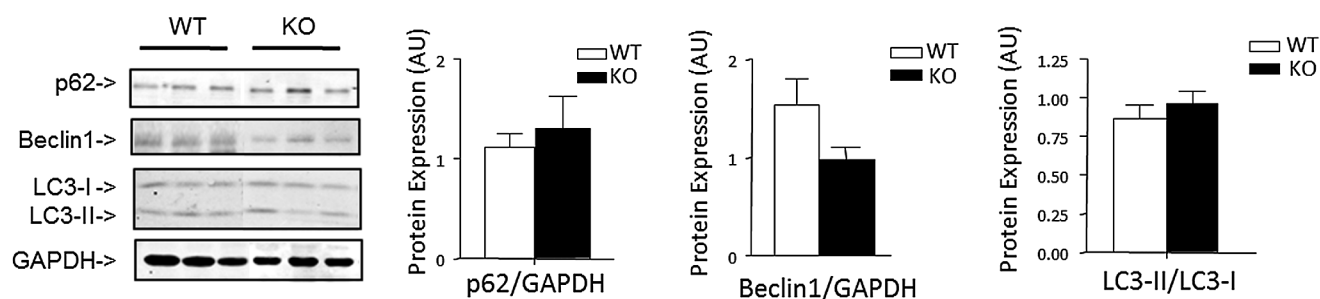 WT KO
p62->
Beclin1->
LC3-I ->
LC3-II->
GAPDH->
Protein Expression (AU)
2
1
0
WT
KO
p62/GAPDH
Protein Expression (AU)
2
1
0
WT
KO
Beclin1/GAPDH
Protein Expression (AU)
1.25
1.00
0.75
0.50
0.25
0.00
WT
KO
LC3-II/LC3-I